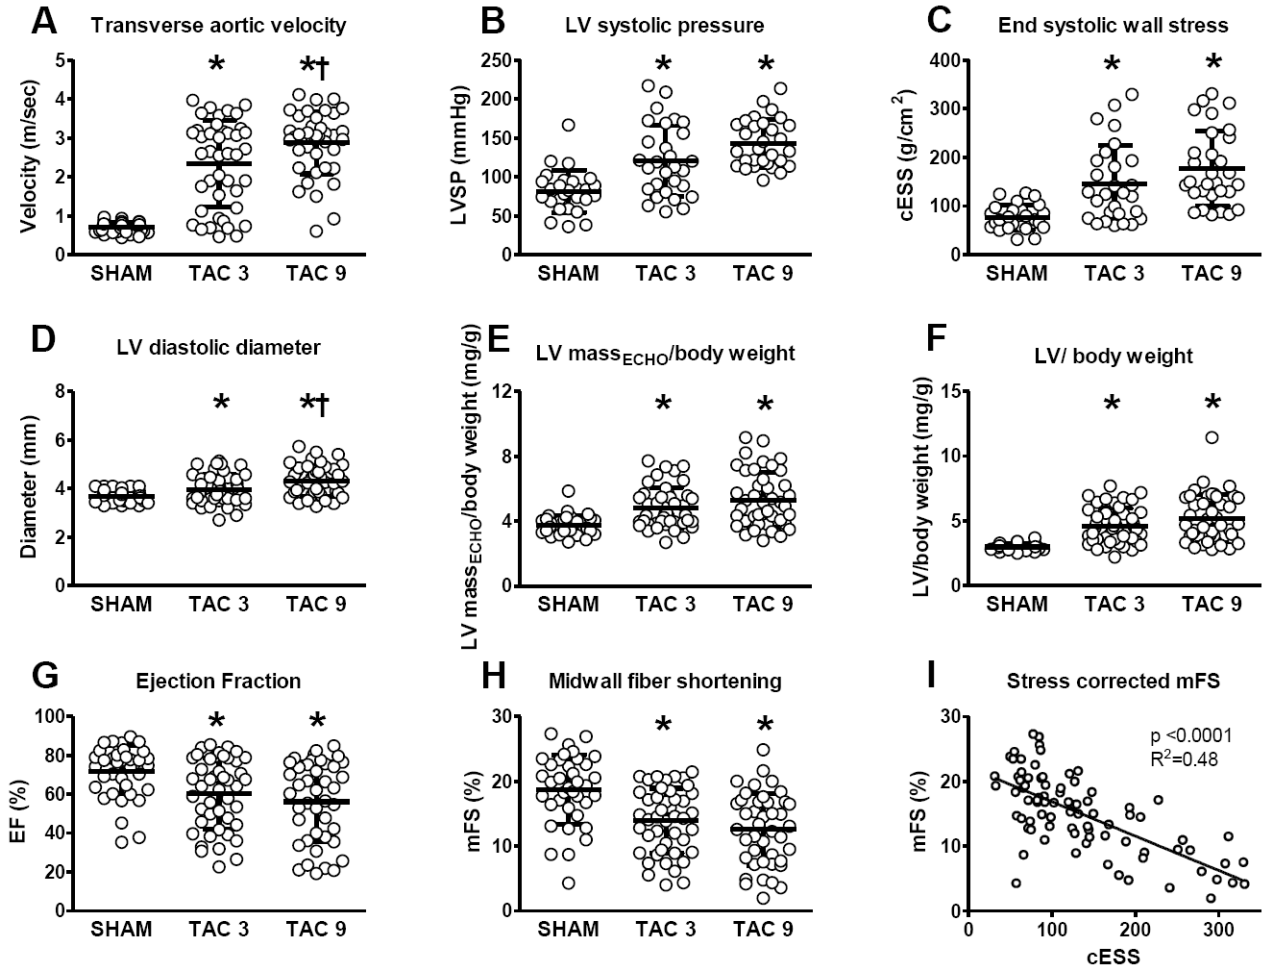 A Transverse aortic velocity
* *†
Velocity (m/sec)
5
4
3
2
1
0
SHAM TAC 3 TAC 9
B LV systolic pressure
* *
LVSP (mmHg)
250
200
150
100
50
0
SHAM TAC 3 TAC 9
C End systolic wall stress
* *
cESS (g/cm²)
400
300
200
100
0
SHAM TAC 3 TAC 9
D LV diastolic diameter
* *†
Diameter (mm)
8
6
4
2
0
SHAM TAC 3 TAC 9
E LV massECHO/body weight
* *
LV massECHO/body weight (mg/g)
12
8
4
0
SHAM TAC 3 TAC 9
F LV/ body weight
* *
LV/body weight (mg/g)
15
10
5
0
SHAM TAC 3 TAC 9
G Ejection Fraction
* *
EF (%)
100
80
60
40
20
0
SHAM TAC 3 TAC 9
H Midwall fiber shortening
* *
mFS (%)
30
20
10
0
SHAM TAC 3 TAC 9
I Stress corrected mFS
p <0.0001
R²=0.48
mFS (%)
30
20
10
0
0 100 200 300
cESS